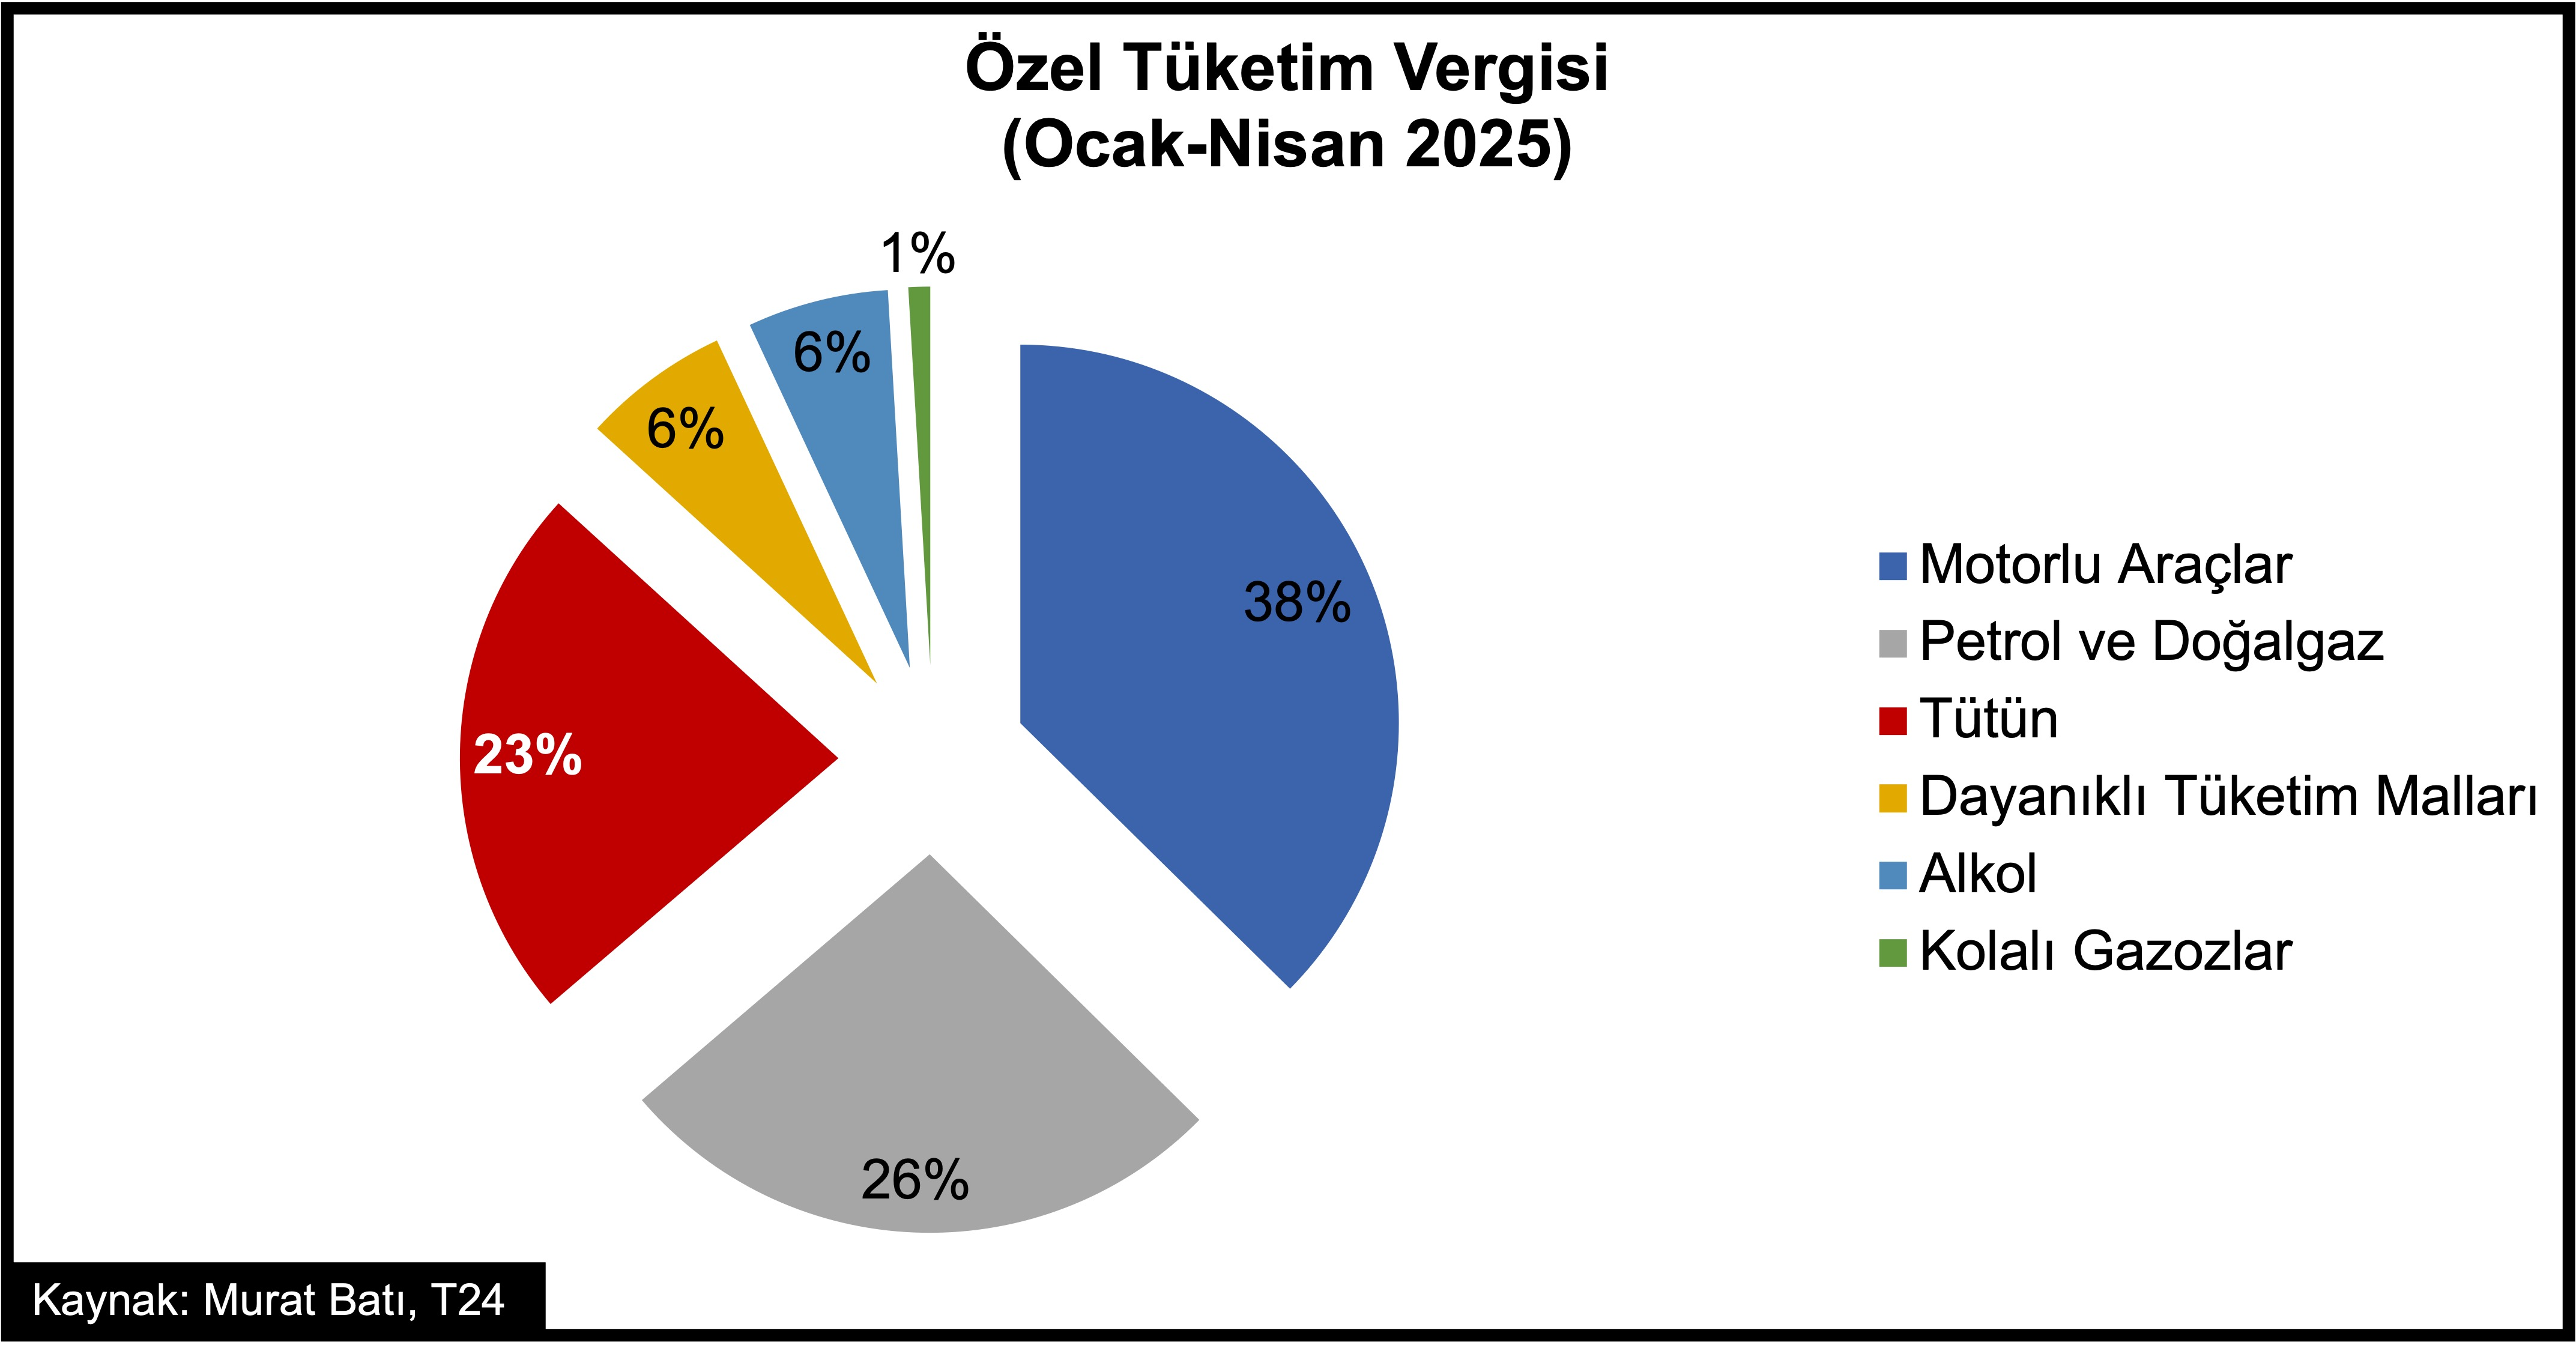 Özel Tüketim Vergisi
(Ocak-Nisan 2025)
1%
6%
6%
38%
23%
26%
Motorlu Araçlar
Petrol ve Doğalgaz
Tütün
Dayanıklı Tüketim Malları
Alkol
Kolalı Gazozlar
Kaynak: Murat Batı, T24